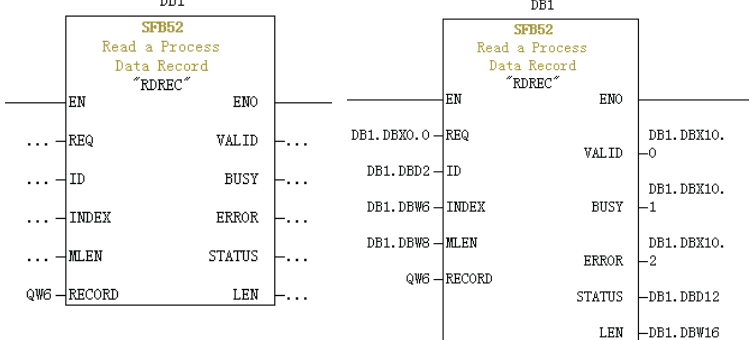 DB1
SFB52
Read a Process
Data Record
"RDREC"
EN ENO
... REQ VALID ...
... ID BUSY ...
... INDEX ERROR ...
... MLEN STATUS ...
QW6 RECORD LEN ...
DB1
SFB52
Read a Process
Data Record
"RDREC"
EN ENO
DB1.DBX0.0 REQ DB1.DBX10.
VALID 0
DB1.DBD2 ID
DB1.DBX10.
DB1.DBW6 INDEX BUSY 1
DB1.DBW8 MLEN DB1.DBX10.
ERROR 2
QW6 RECORD
STATUS DB1.DBD12
LEN DB1.DBW16